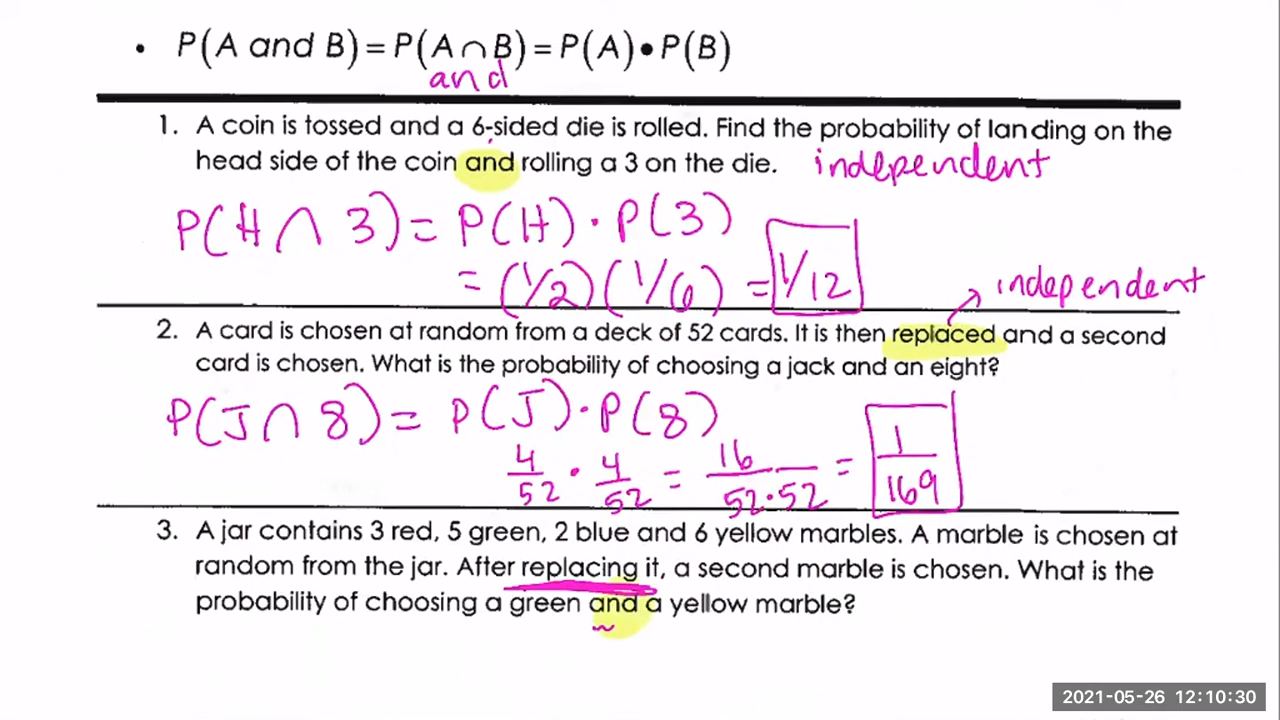 • P(A and B) = P(A∩B) = P(A)•P(B)
and
1. A coin is tossed and a 6-sided die is rolled. Find the probability of landing on the
head side of the coin and rolling a 3 on the die. independent
P(H ∩ 3) = P(H) · P(3)
= (1/2)(1/6) = 1/12
independent
2. A card is chosen at random from a deck of 52 cards. It is then replaced and a second
card is chosen. What is the probability of choosing a jack and an eight?
P(J ∩ 8) = P(J) · P(8)
4/52 · 4/52 = 16/52·52 = 1/169
3. A jar contains 3 red, 5 green, 2 blue and 6 yellow marbles. A marble is chosen at
random from the jar. After replacing it, a second marble is chosen. What is the
probability of choosing a green and a yellow marble?
2021-05-26 12:10:30